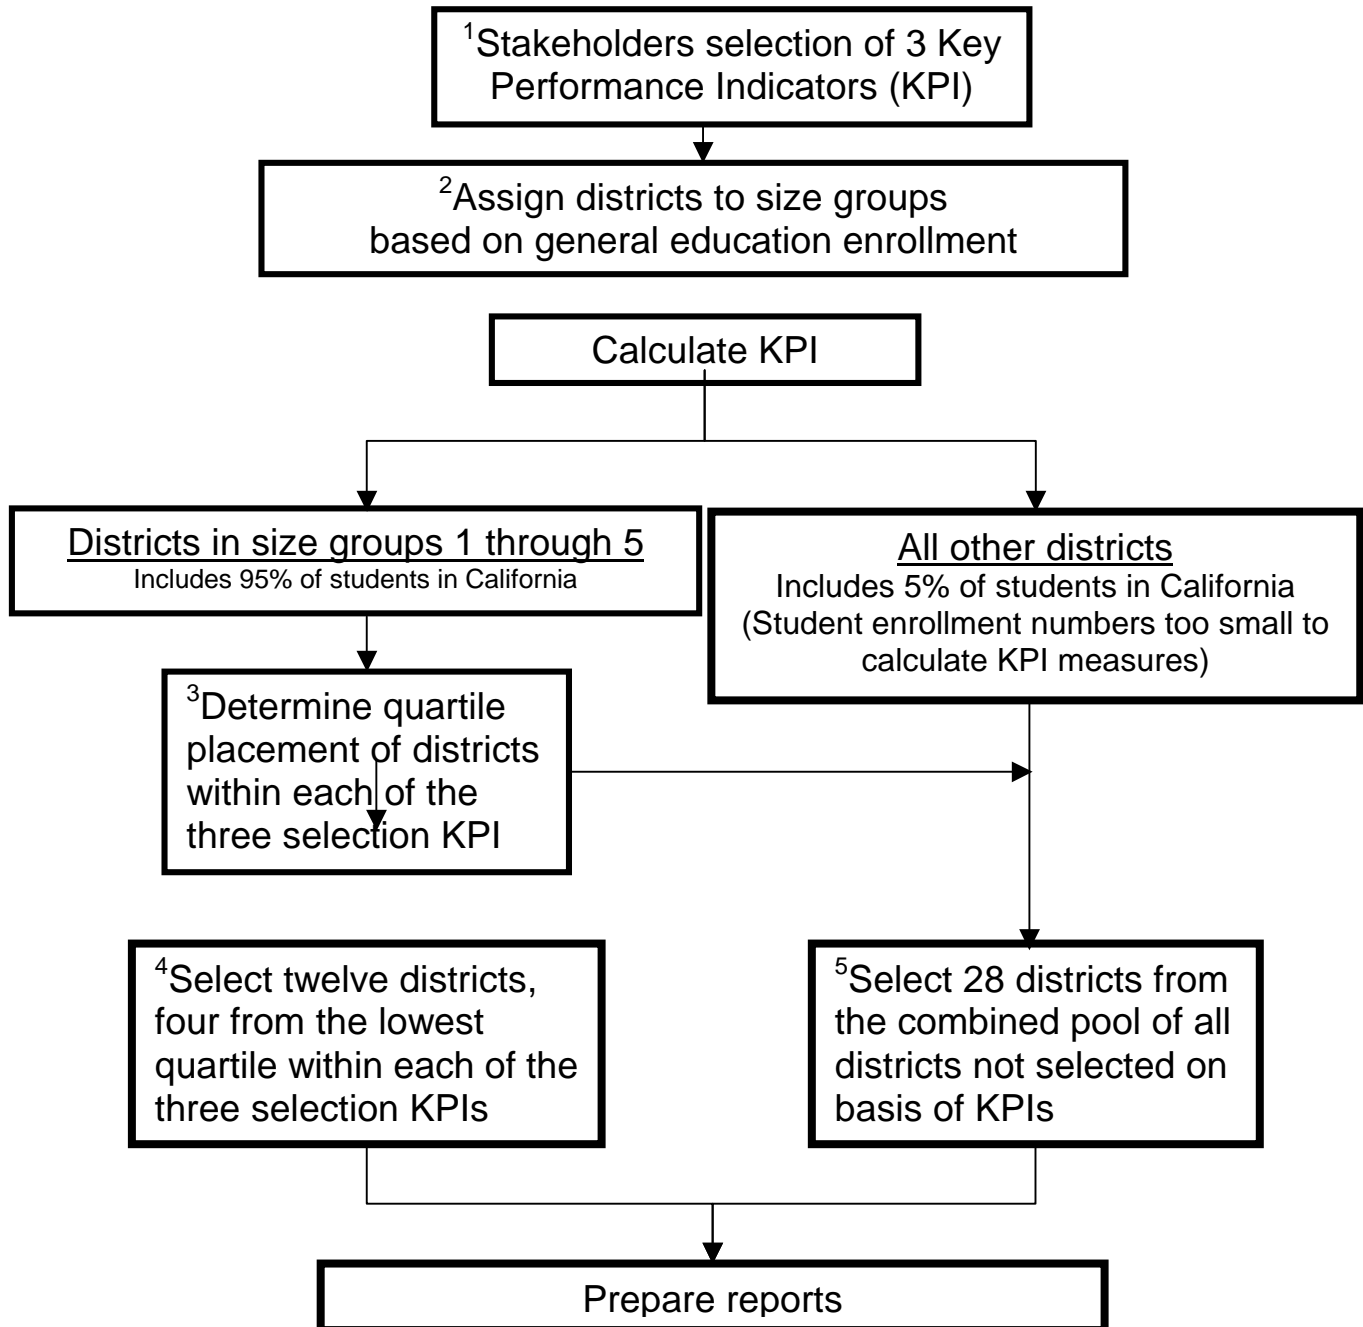 ¹Stakeholders selection of 3 Key
Performance Indicators (KPI)
²Assign districts to size groups
based on general education enrollment
Calculate KPI
Districts in size groups 1 through 5
Includes 95% of students in California
All other districts
Includes 5% of students in California
(Student enrollment numbers too small to
calculate KPI measures)
³Determine quartile
placement of districts
within each of the
three selection KPI
⁴Select twelve districts,
four from the lowest
quartile within each of the
three selection KPIs
⁵Select 28 districts from
the combined pool of all
districts not selected on
basis of KPIs
Prepare reports